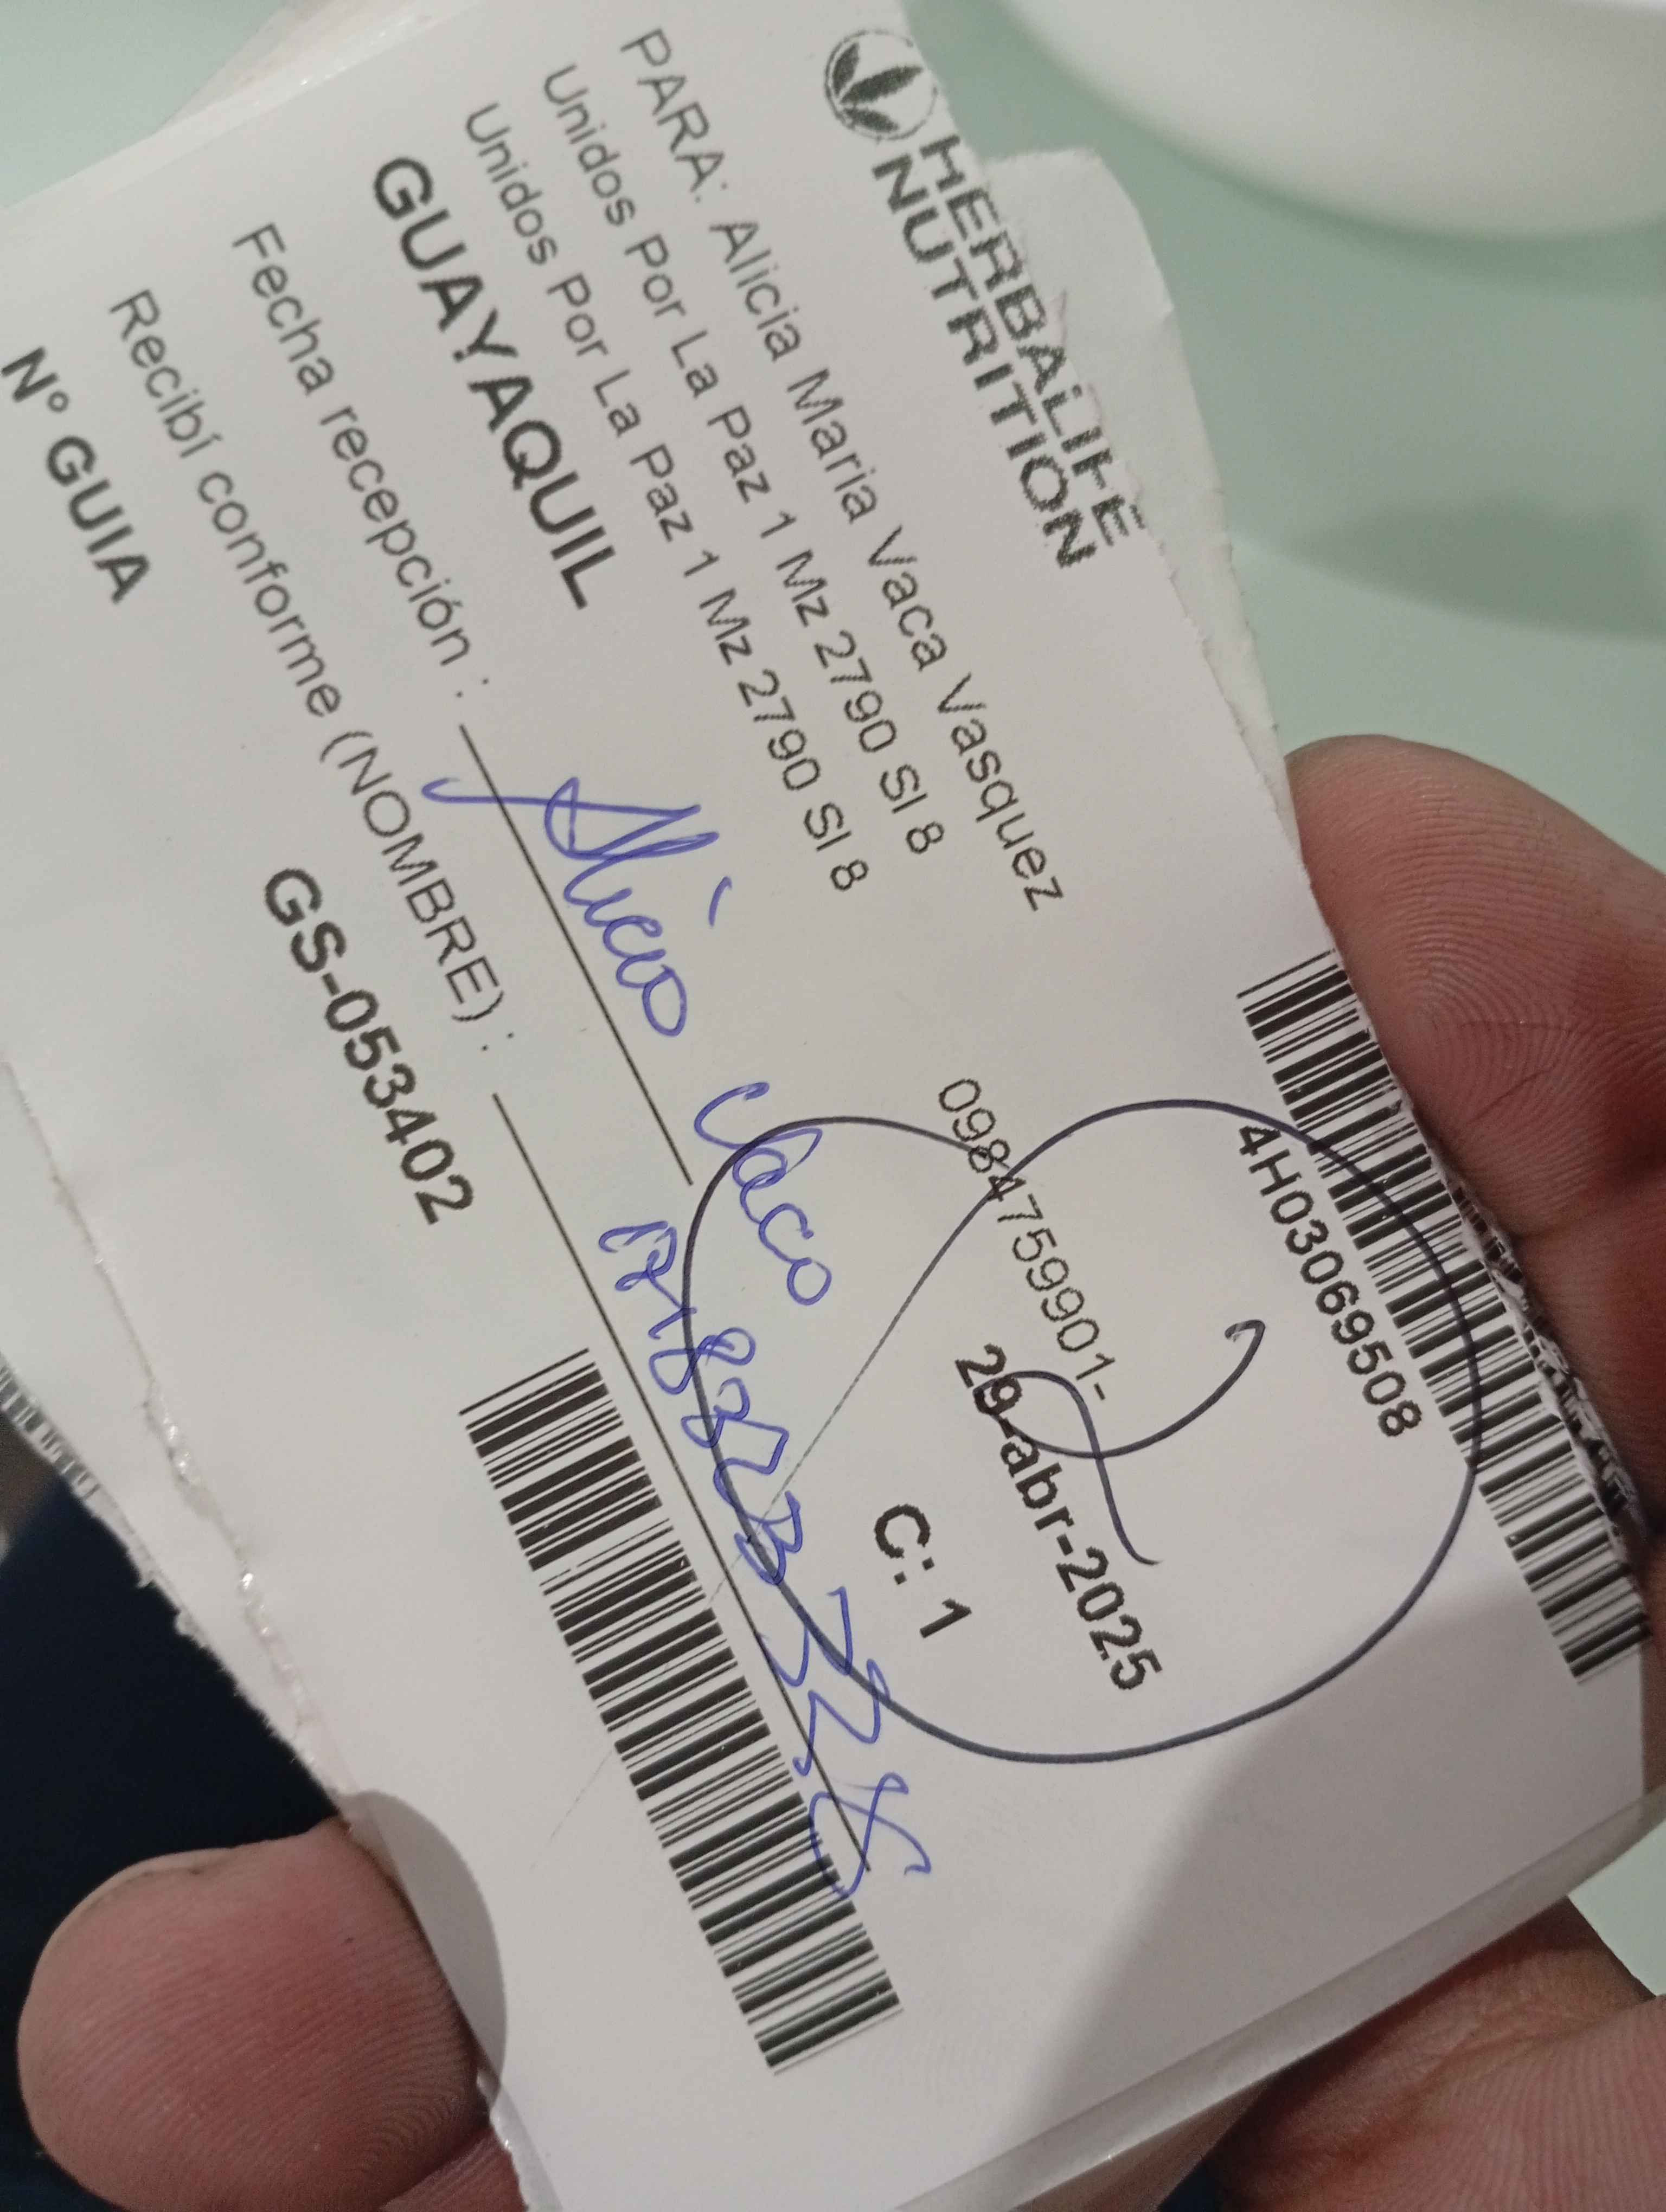 HERBALIFE
NUTRITION
4H03069508
PARA: Alicia Maria Vaca Vasquez
Unidos Por La Paz 1 Mz 2790 Sl 8
0984759901-
Unidos Por La Paz 1 Mz 2790 Sl 8
29-abr-2025
GUAYAQUIL
C: 1
Fecha recepción :
Alicia Vaca
Recibí conforme (NOMBRE) :
Nº GUIA
GS-053402